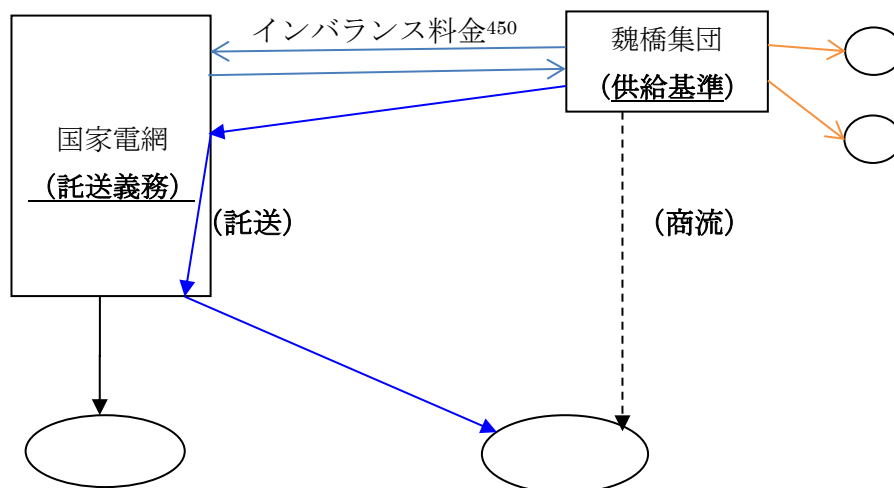 インバランス料金450
魏橋集団
(供給基準)
国家電網
(託送義務)
(託送)
(商流)